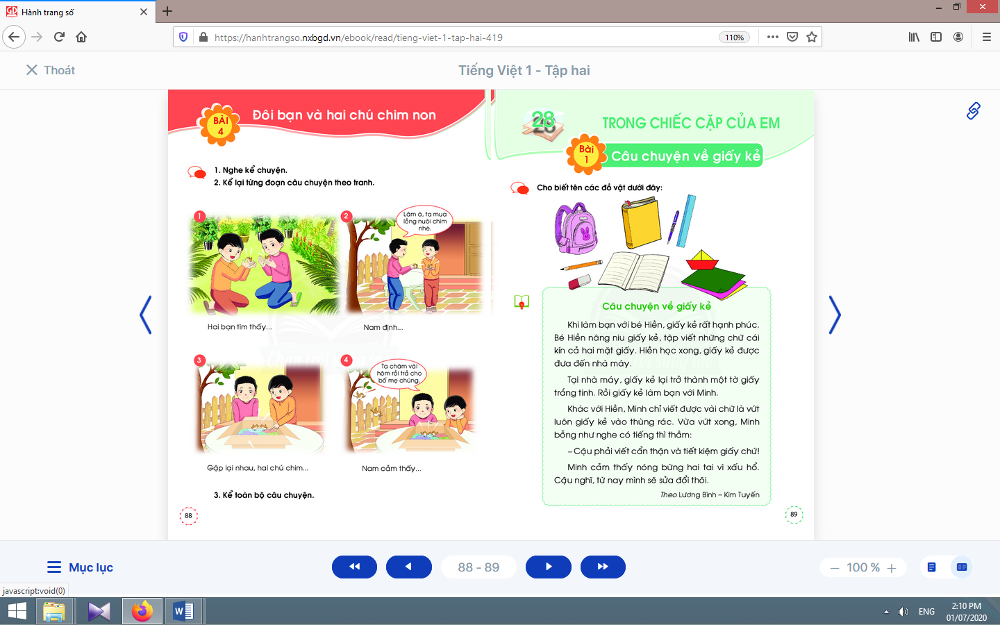 Hành trang số
https://hanhtrangso.nxbgd.vn/ebook/read/tieng-viet-1-tap-hai-419
110%
Thoát
Tiếng Việt 1 - Tập hai
BÀI
4
Đôi bạn và hai chú chim non
1. Nghe kể chuyện.
2. Kể lại từng đoạn câu chuyện theo tranh.
1
2
Lâm à, ta mua
lồng nuôi chim
nhé.
Hai bạn tìm thấy...
Nam định...
3
4
Ta chăm vài
hôm rồi trả cho
bố mẹ chúng.
Gặp lại nhau, hai chú chim...
Nam cảm thấy...
3. Kể toàn bộ câu chuyện.
88
28
TRONG CHIẾC CẶP CỦA EM
Bài
1
Câu chuyện về giấy kẻ
Cho biết tên các đồ vật dưới đây:
Câu chuyện về giấy kẻ
Khi làm bạn với bé Hiền, giấy kẻ rất hạnh phúc.
Bé Hiền nâng niu giấy kẻ, tập viết những chữ cái
kín cả hai mặt giấy. Hiền học xong, giấy kẻ được
đưa đến nhà máy.
Tại nhà máy, giấy kẻ lại trở thành một tờ giấy
trắng tinh. Rồi giấy kẻ làm bạn với Minh.
Khác với Hiền, Minh chỉ viết được vài chữ là vứt
luôn giấy kẻ vào thùng rác. Vừa vứt xong, Minh
bỗng như nghe có tiếng thì thầm:
– Cậu phải viết cẩn thận và tiết kiệm giấy chứ!
Minh cảm thấy nóng bừng hai tai vì xấu hổ.
Cậu nghĩ, từ nay mình sẽ sửa đổi thôi.
Theo Lương Bình – Kim Tuyến
89
Mục lục
88 - 89
100 %
javascript:void(0)
ENG
2:10 PM
01/07/2020